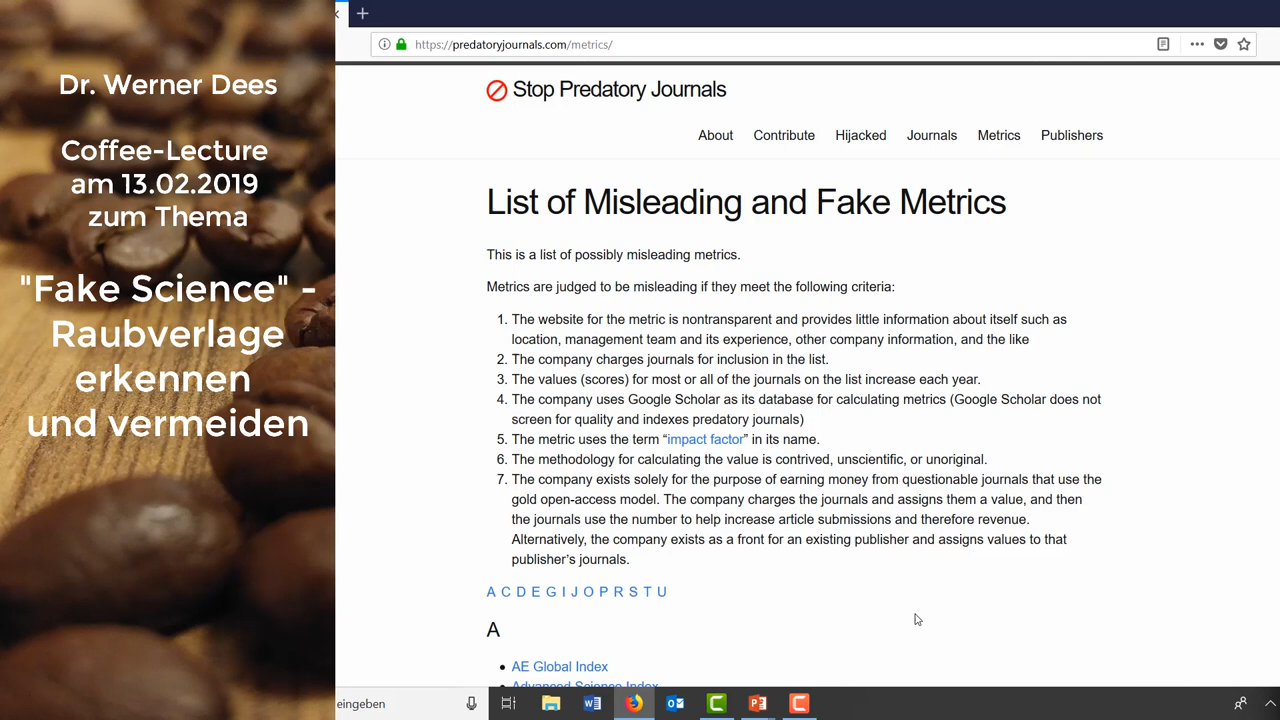 Dr. Werner Dees
Coffee-Lecture
am 13.02.2019
zum Thema
"Fake Science" -
Raubverlage
erkennen
und vermeiden
https://predatoryjournals.com/metrics/
Stop Predatory Journals
About Contribute Hijacked Journals Metrics Publishers
List of Misleading and Fake Metrics
This is a list of possibly misleading metrics.
Metrics are judged to be misleading if they meet the following criteria:
1. The website for the metric is nontransparent and provides little information about itself such as
location, management team and its experience, other company information, and the like
2. The company charges journals for inclusion in the list.
3. The values (scores) for most or all of the journals on the list increase each year.
4. The company uses Google Scholar as its database for calculating metrics (Google Scholar does not
screen for quality and indexes predatory journals)
5. The metric uses the term “impact factor” in its name.
6. The methodology for calculating the value is contrived, unscientific, or unoriginal.
7. The company exists solely for the purpose of earning money from questionable journals that use the
gold open-access model. The company charges the journals and assigns them a value, and then
the journals use the number to help increase article submissions and therefore revenue.
Alternatively, the company exists as a front for an existing publisher and assigns values to that
publisher’s journals.
A C D E G I J O P R S T U
A
• AE Global Index
• Advanced Science Index
eingeben